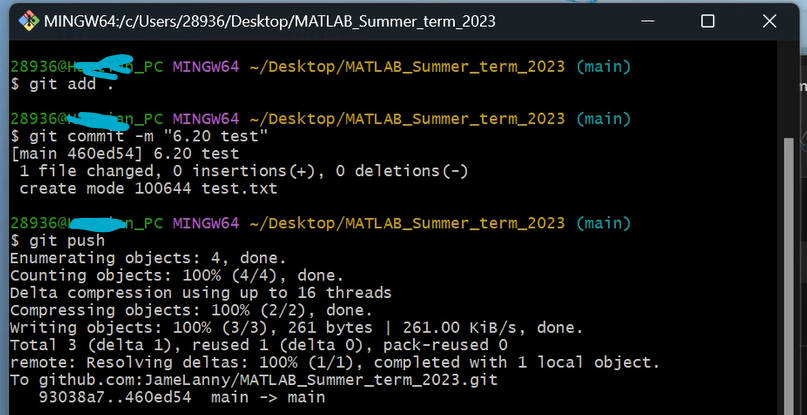 MINGW64:/c/Users/28936/Desktop/MATLAB_Summer_term_2023
28936@H _PC MINGW64 ~/Desktop/MATLAB_Summer_term_2023 (main)
$ git add .
28936@ _PC MINGW64 ~/Desktop/MATLAB_Summer_term_2023 (main)
$ git commit -m "6.20 test"
[main 460ed54] 6.20 test
1 file changed, 0 insertions(+), 0 deletions(-)
create mode 100644 test.txt
28936@ _PC MINGW64 ~/Desktop/MATLAB_Summer_term_2023 (main)
$ git push
Enumerating objects: 4, done.
Counting objects: 100% (4/4), done.
Delta compression using up to 16 threads
Compressing objects: 100% (2/2), done.
Writing objects: 100% (3/3), 261 bytes | 261.00 KiB/s, done.
Total 3 (delta 1), reused 1 (delta 0), pack-reused 0
remote: Resolving deltas: 100% (1/1), completed with 1 local object.
To github.com:JameLanny/MATLAB_Summer_term_2023.git
93038a7..460ed54 main -> main